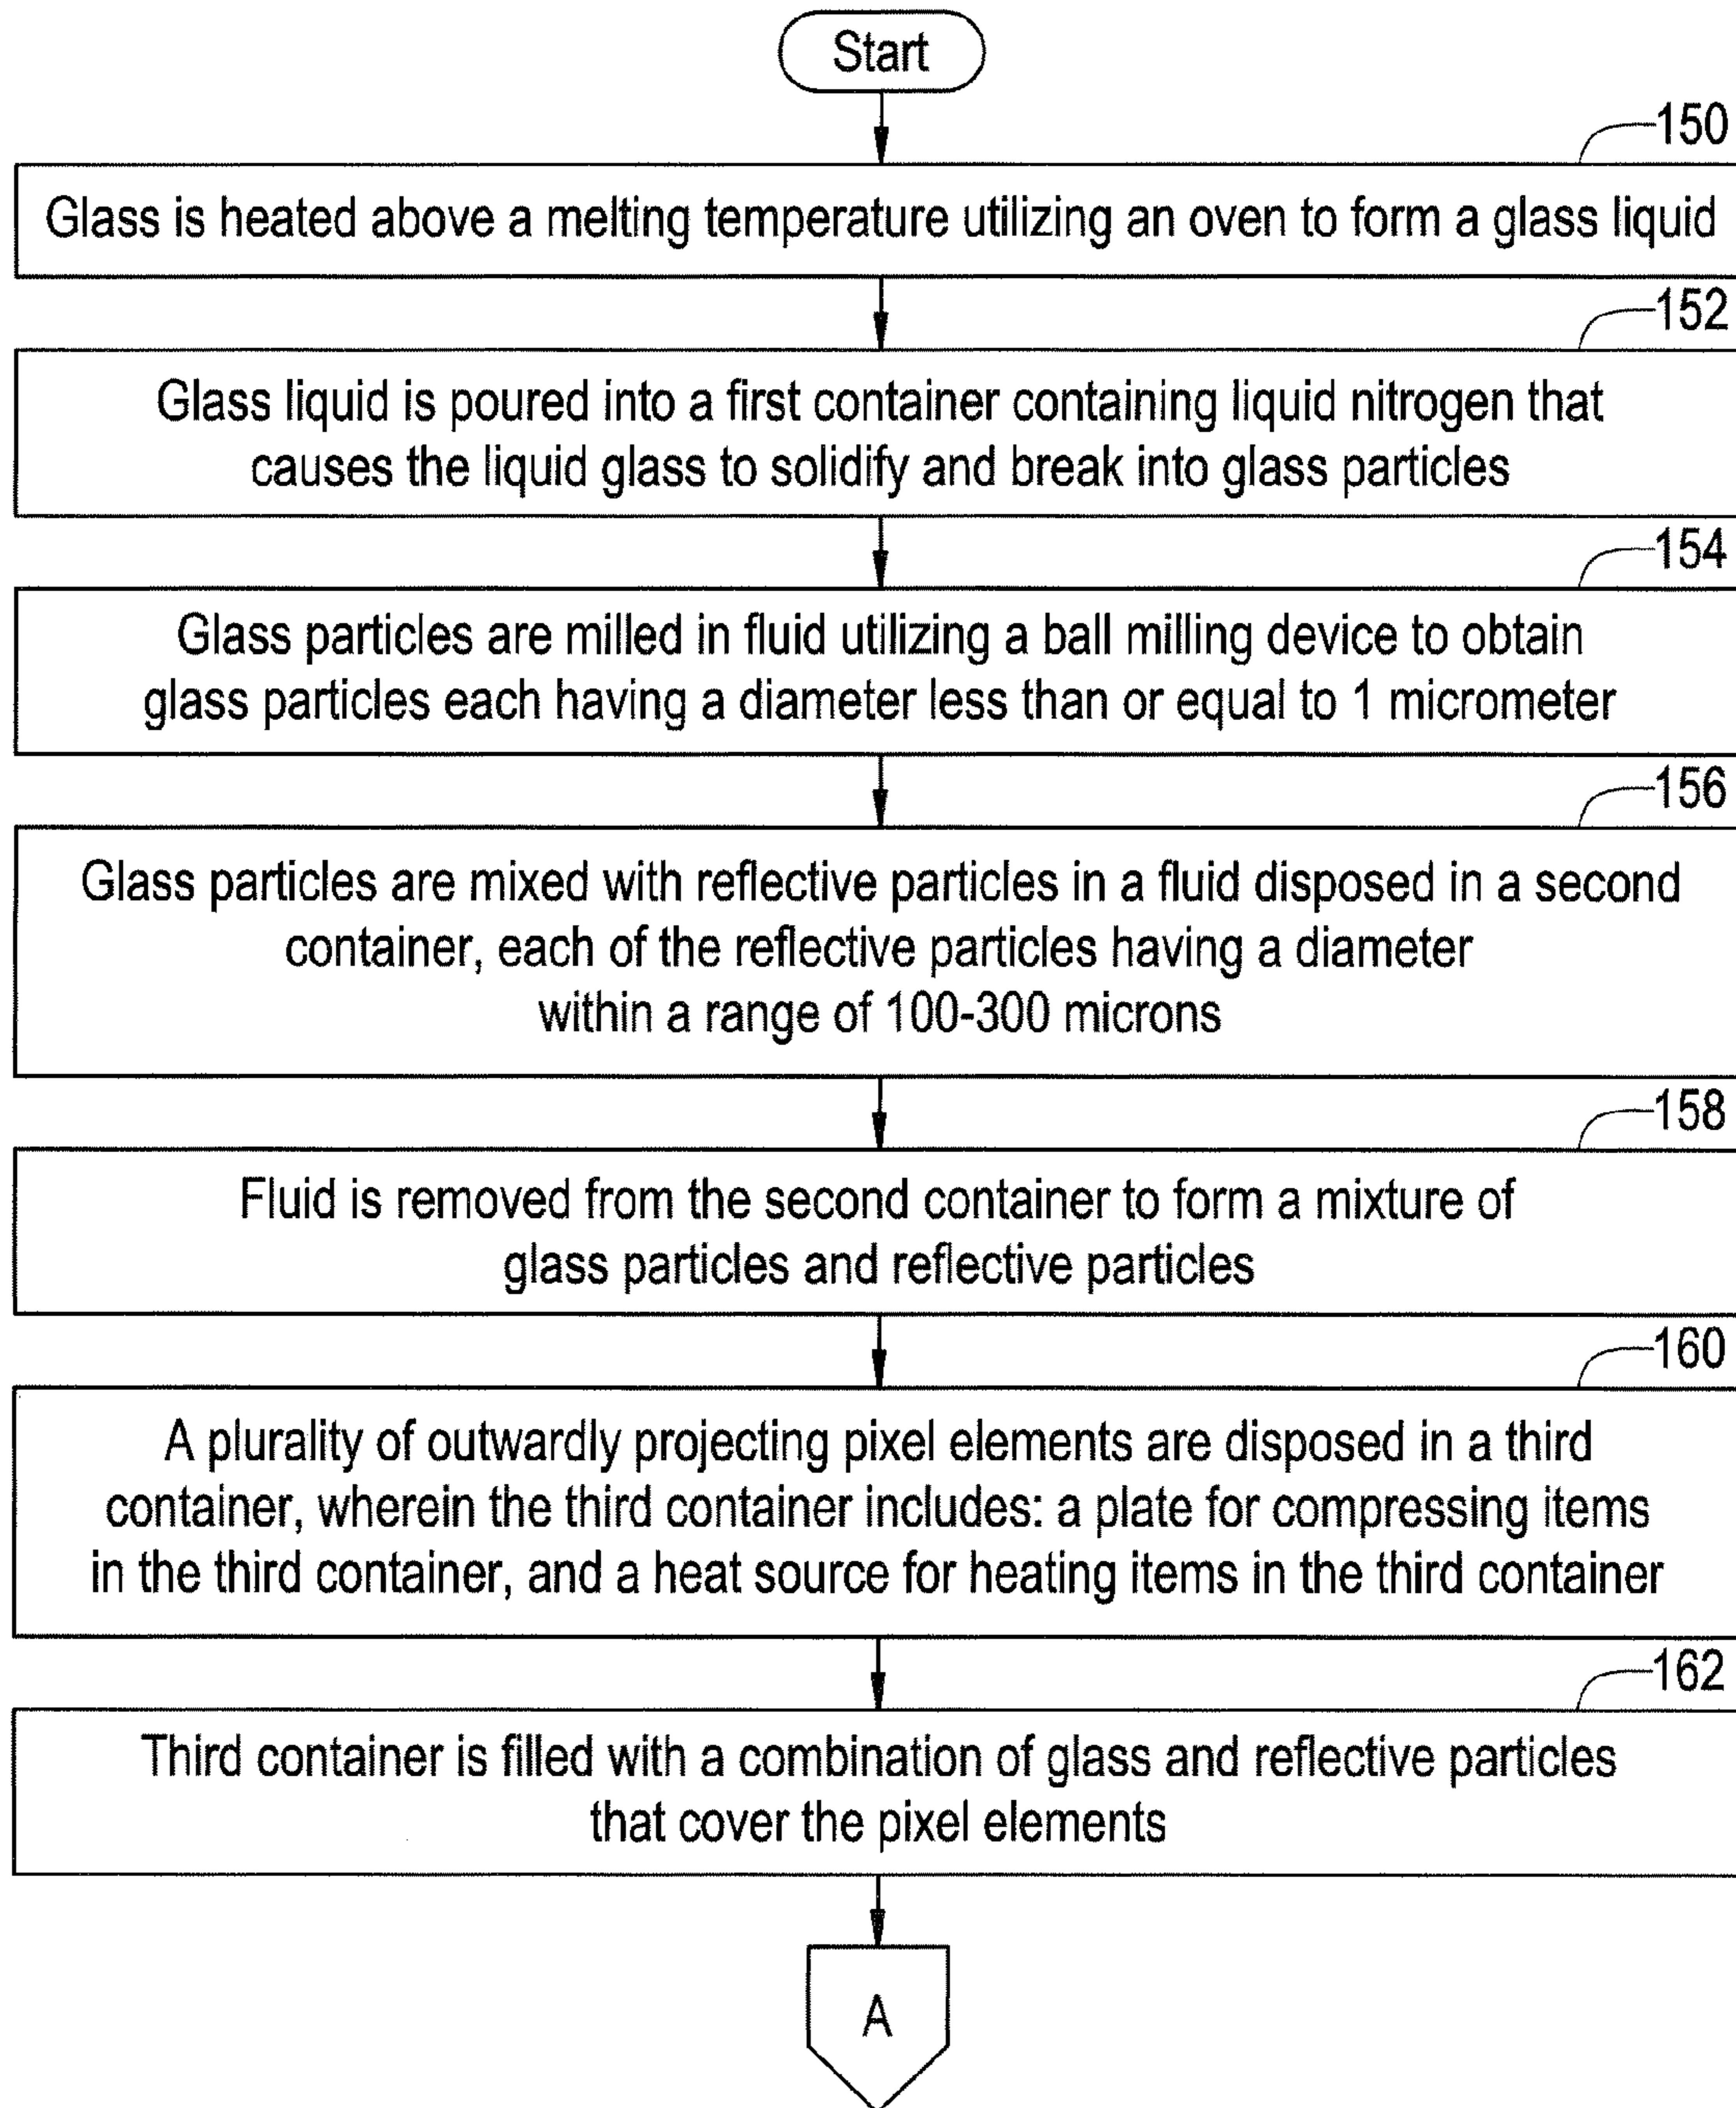 Start
150
Glass is heated above a melting temperature utilizing an oven to form a glass liquid
152
Glass liquid is poured into a first container containing liquid nitrogen that
causes the liquid glass to solidify and break into glass particles
154
Glass particles are milled in fluid utilizing a ball milling device to obtain
glass particles each having a diameter less than or equal to 1 micrometer
156
Glass particles are mixed with reflective particles in a fluid disposed in a second
container, each of the reflective particles having a diameter
within a range of 100-300 microns
158
Fluid is removed from the second container to form a mixture of
glass particles and reflective particles
160
A plurality of outwardly projecting pixel elements are disposed in a third
container, wherein the third container includes: a plate for compressing items
in the third container, and a heat source for heating items in the third container
162
Third container is filled with a combination of glass and reflective particles
that cover the pixel elements
A